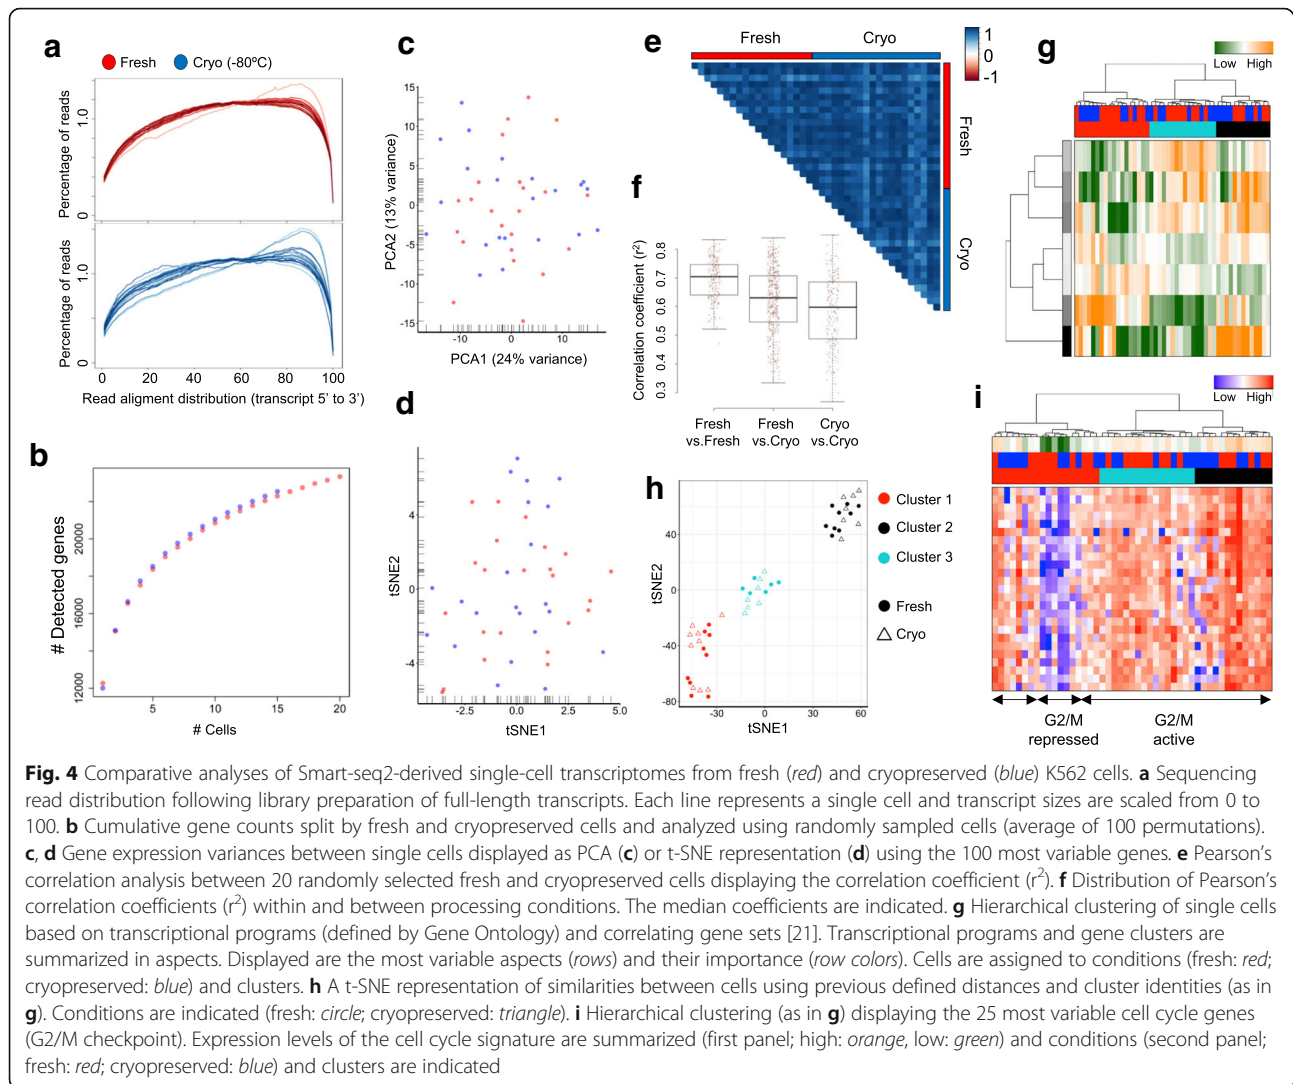 a
Fresh
Cryo (-80ºC)
Percentage of reads
1.0
0
Percentage of reads
1.0
0
0
20
40
60
80
100
Read aligment distribution (transcript 5' to 3')
b
# Detected genes
20000
18000
16000
12000
5
10
15
20
# Cells
c
PCA2 (13% variance)
15
10
5
0
-5
-10
-15
-10
0
10
PCA1 (24% variance)
d
tSNE2
4
0
-4
-2.5
0.0
2.5
5.0
tSNE1
e
Fresh
Cryo
1
0
-1
Fresh
Cryo
f
Correlation coefficient (r2)
0.8
0.7
0.6
0.5
0.4
0.3
Fresh
vs.Fresh
Fresh
vs.Cryo
Cryo
vs.Cryo
g
Low
High
h
tSNE2
40
0
-40
-80
-30
0
30
60
tSNE1
Cluster 1
Cluster 2
Cluster 3
Fresh
Cryo
i
Low
High
G2/M
repressed
G2/M
active
Fig. 4 Comparative analyses of Smart-seq2-derived single-cell transcriptomes from fresh (red) and cryopreserved (blue) K562 cells. a Sequencing
read distribution following library preparation of full-length transcripts. Each line represents a single cell and transcript sizes are scaled from 0 to
100. b Cumulative gene counts split by fresh and cryopreserved cells and analyzed using randomly sampled cells (average of 100 permutations).
c, d Gene expression variances between single cells displayed as PCA (c) or t-SNE representation (d) using the 100 most variable genes. e Pearson's
correlation analysis between 20 randomly selected fresh and cryopreserved cells displaying the correlation coefficient (r2). f Distribution of Pearson's
correlation coefficients (r2) within and between processing conditions. The median coefficients are indicated. g Hierarchical clustering of single cells
based on transcriptional programs (defined by Gene Ontology) and correlating gene sets [21]. Transcriptional programs and gene clusters are
summarized in aspects. Displayed are the most variable aspects (rows) and their importance (row colors). Cells are assigned to conditions (fresh: red;
cryopreserved: blue) and clusters. h A t-SNE representation of similarities between cells using previous defined distances and cluster identities (as in
g). Conditions are indicated (fresh: circle; cryopreserved: triangle). i Hierarchical clustering (as in g) displaying the 25 most variable cell cycle genes
(G2/M checkpoint). Expression levels of the cell cycle signature are summarized (first panel; high: orange, low: green) and conditions (second panel;
fresh: red; cryopreserved: blue) and clusters are indicated